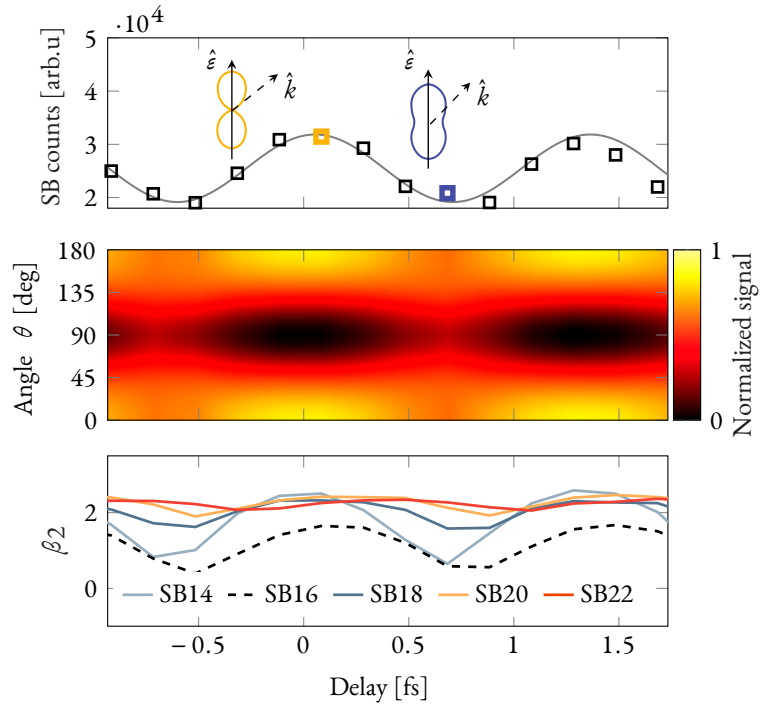 ·10⁴
5
4
3
2
SB counts [arb.u]
ε̂
k̂
ε̂
k̂
180
135
90
45
0
Angle θ [deg]
1
0
Normalized signal
2
0
β2
SB14 SB16 SB18 SB20 SB22
−0.5 0 0.5 1 1.5
Delay [fs]